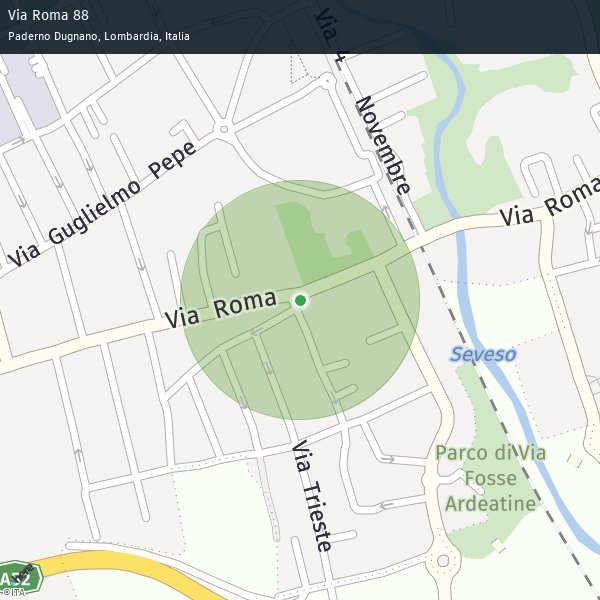 Via Roma 88
Paderno Dugnano, Lombardia, Italia
Via 4 Novembre
Via Guglielmo Pepe
Via Roma
Via Roma
Seveso
Parco di Via
Fosse
Ardeatine
Via Trieste
A52